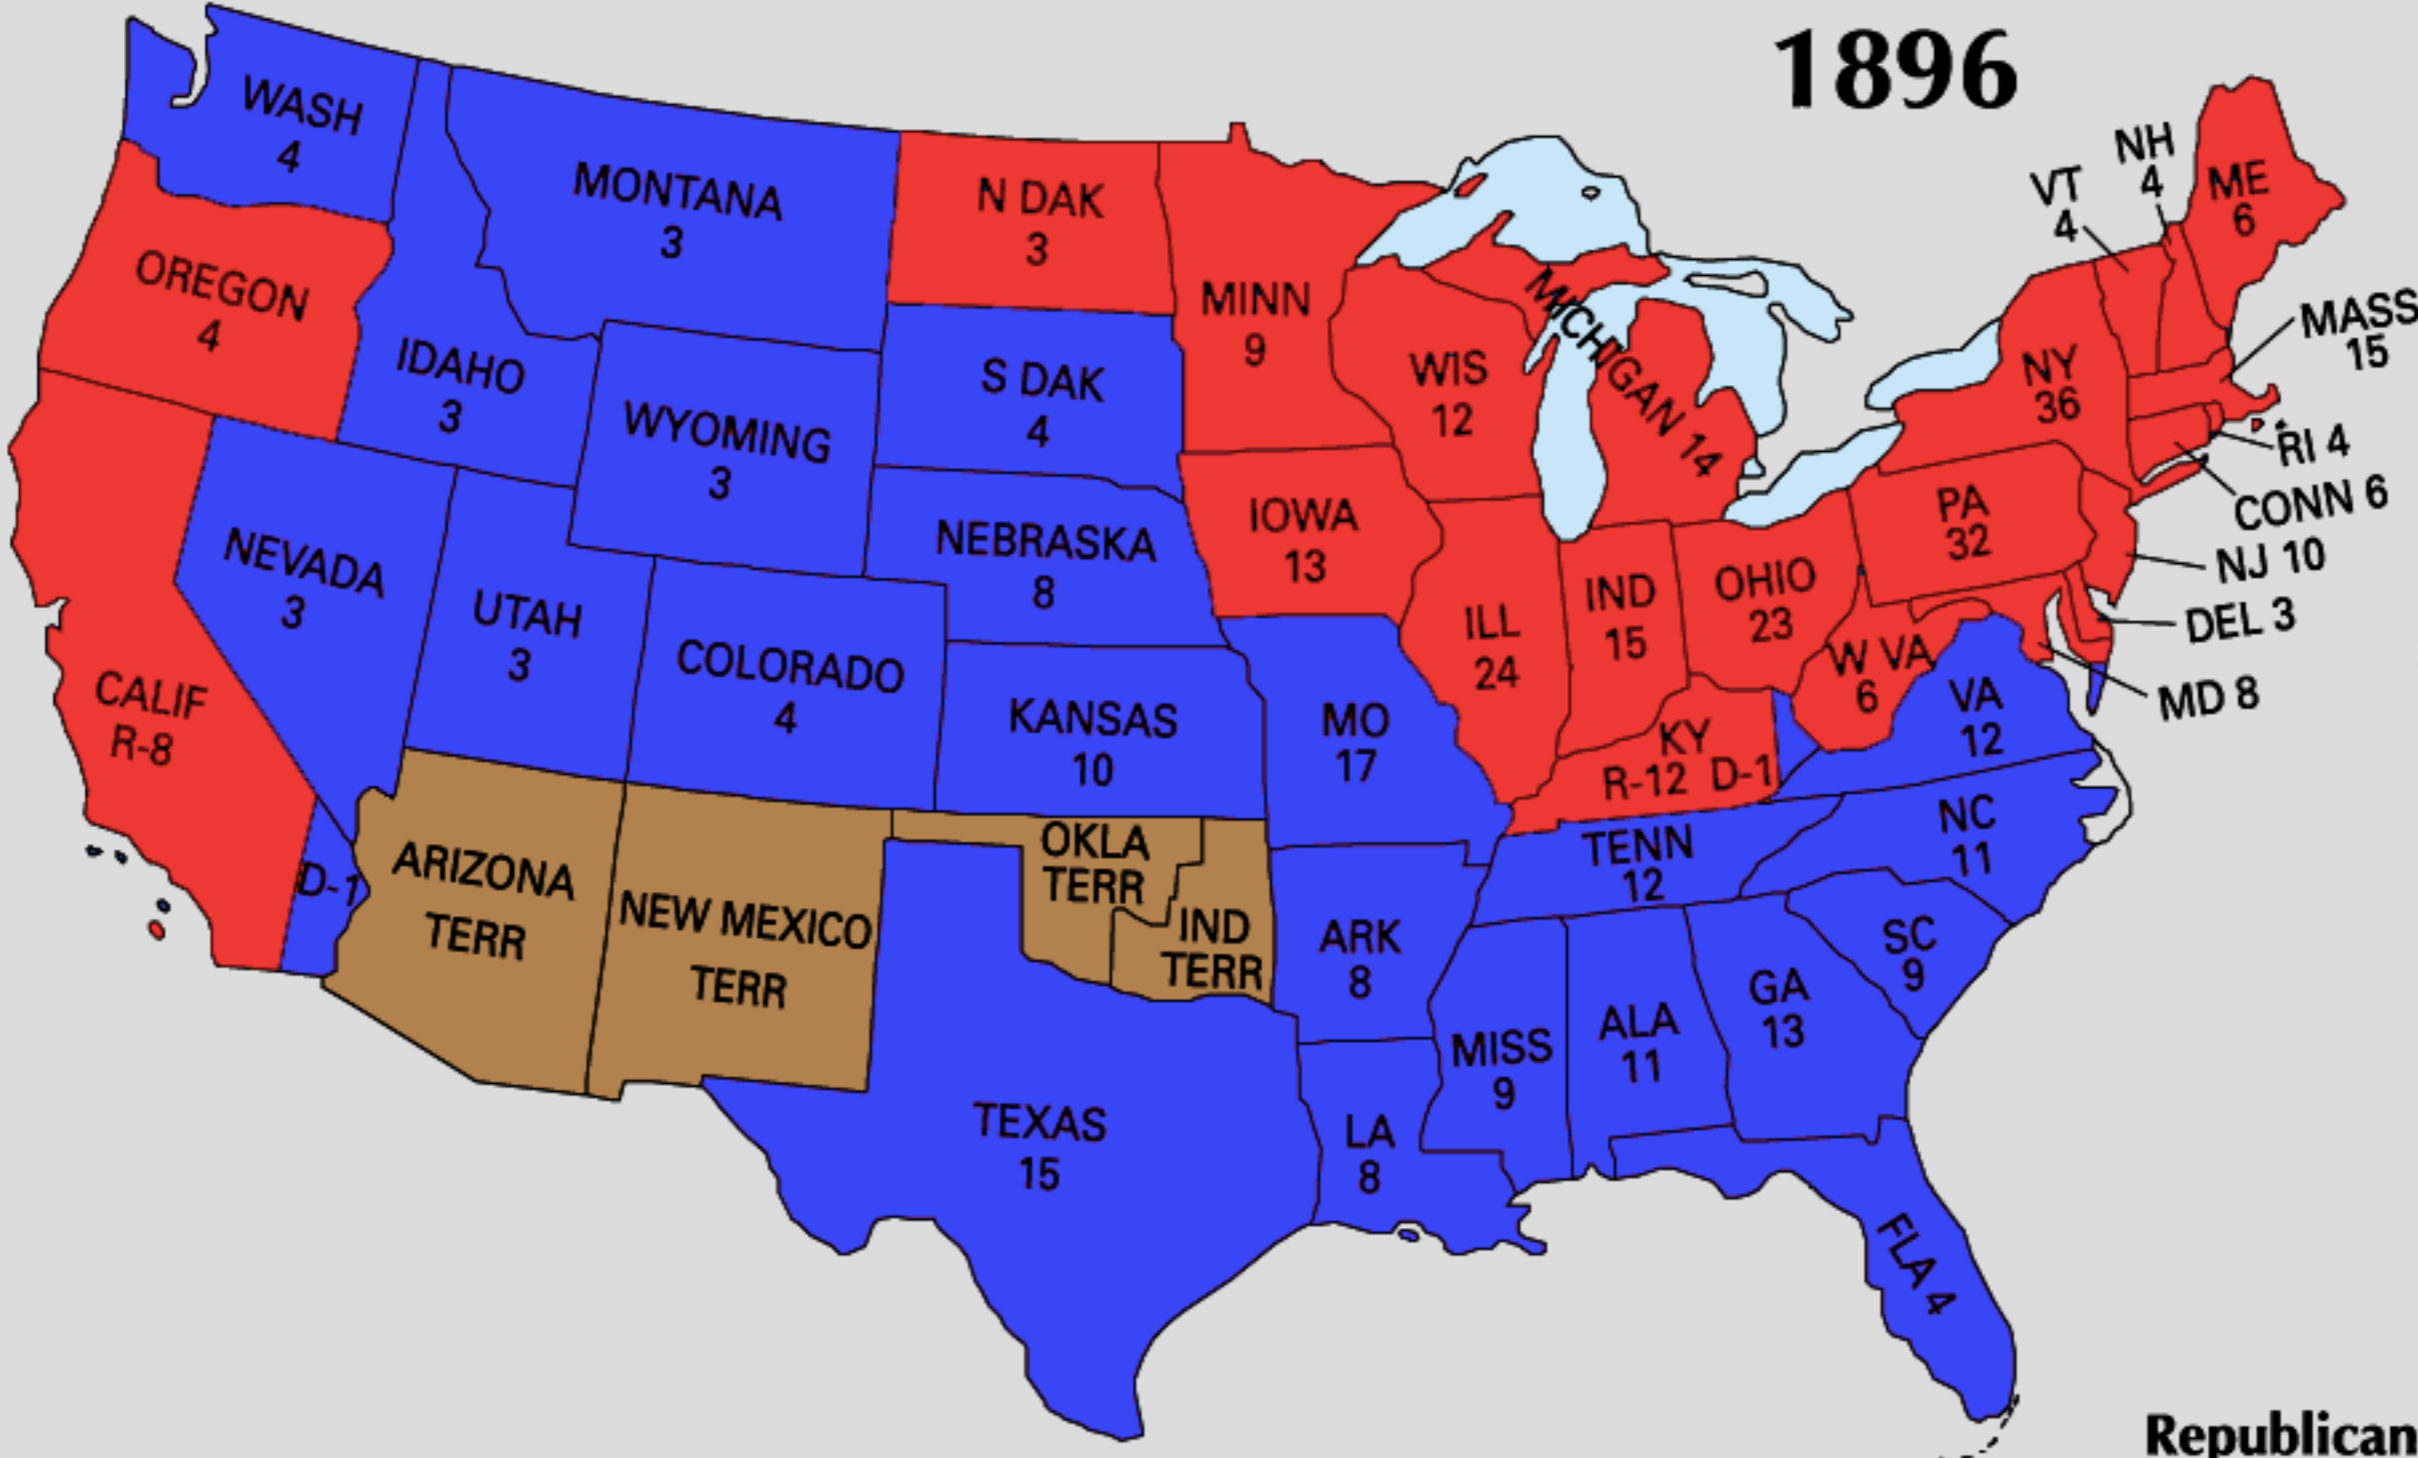 1896
WASH
4
MONTANA
3
N DAK
3
MINN
9
OREGON
4
IDAHO
3
WYOMING
3
S DAK
4
WIS
12
MICHIGAN 14
NY
36
VT
4
NH
4
ME
6
MASS
15
RI 4
CONN 6
NJ 10
DEL 3
MD 8
PA
32
NEVADA
3
UTAH
3
COLORADO
4
NEBRASKA
8
IOWA
13
ILL
24
IND
15
OHIO
23
W VA
6
VA
12
CALIF
R-8
D-1
KANSAS
10
MO
17
KY
R-12 D-1
ARIZONA
TERR
NEW MEXICO
TERR
OKLA
TERR
IND
TERR
ARK
8
TENN
12
NC
11
SC
9
TEXAS
15
LA
8
MISS
9
ALA
11
GA
13
FLA 4
Republican